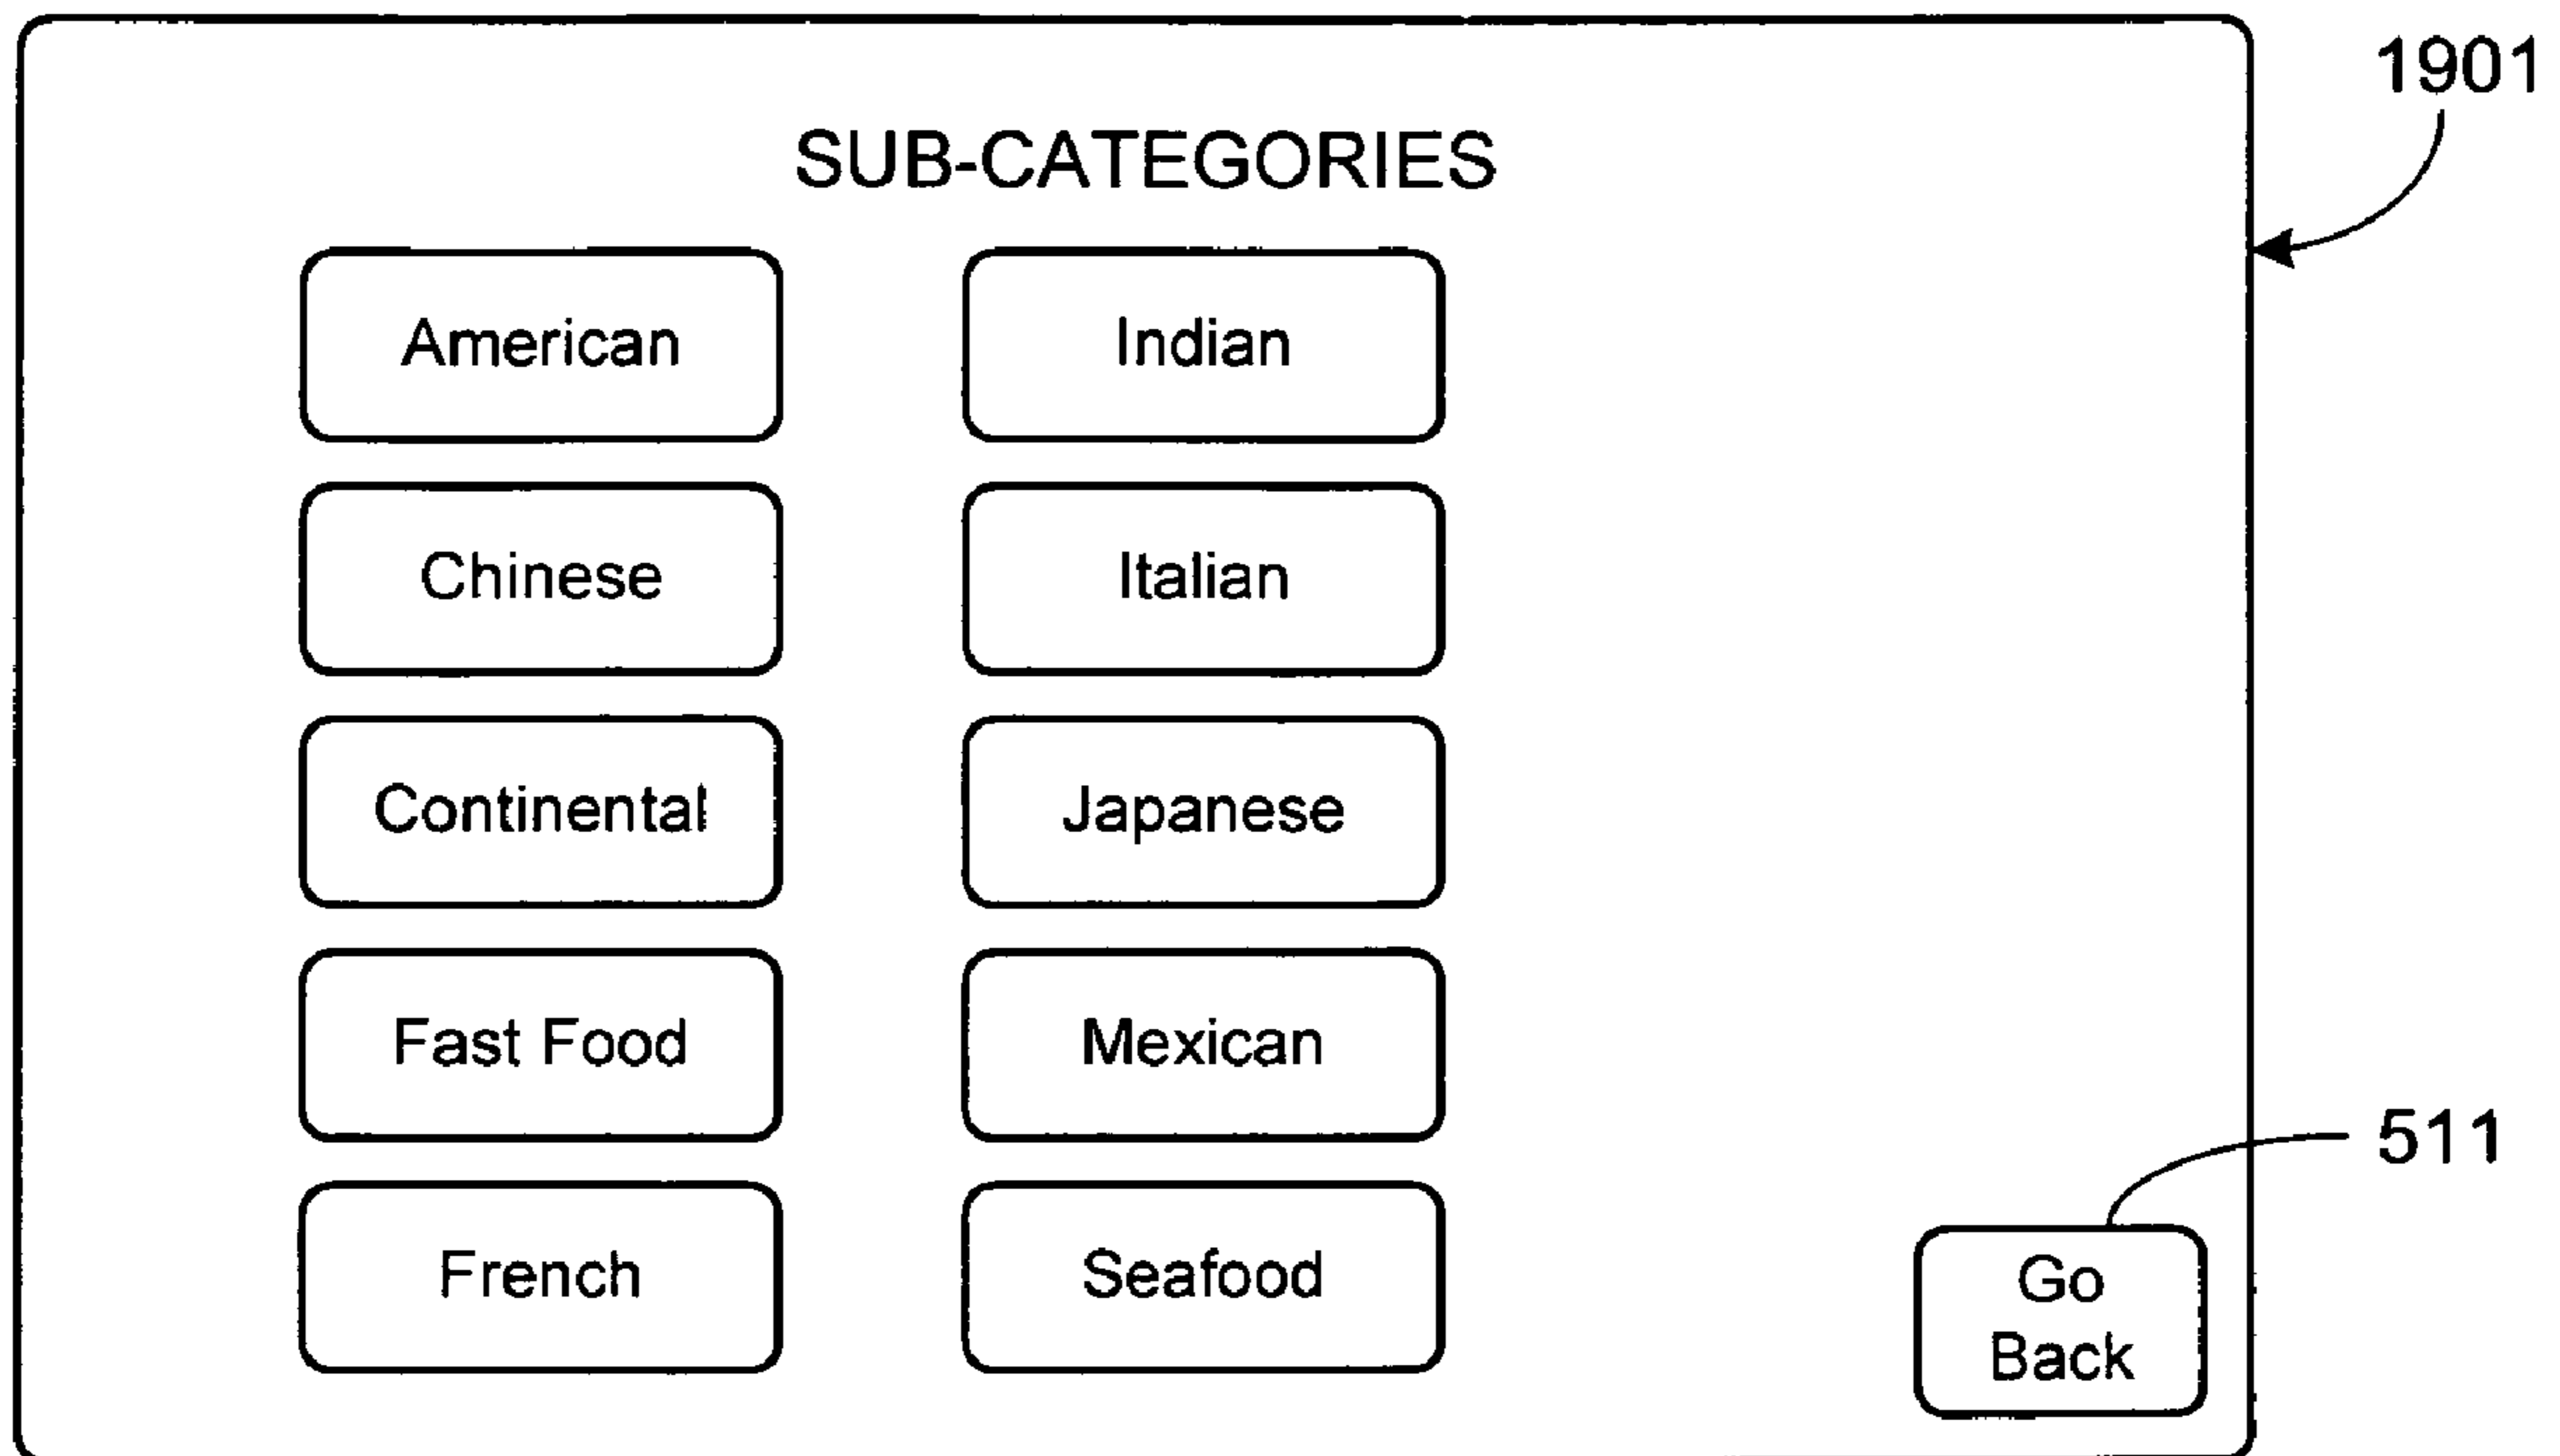 1901
SUB-CATEGORIES
American
Indian
Chinese
Italian
Continental
Japanese
Fast Food
Mexican
511
French
Seafood
Go
Back